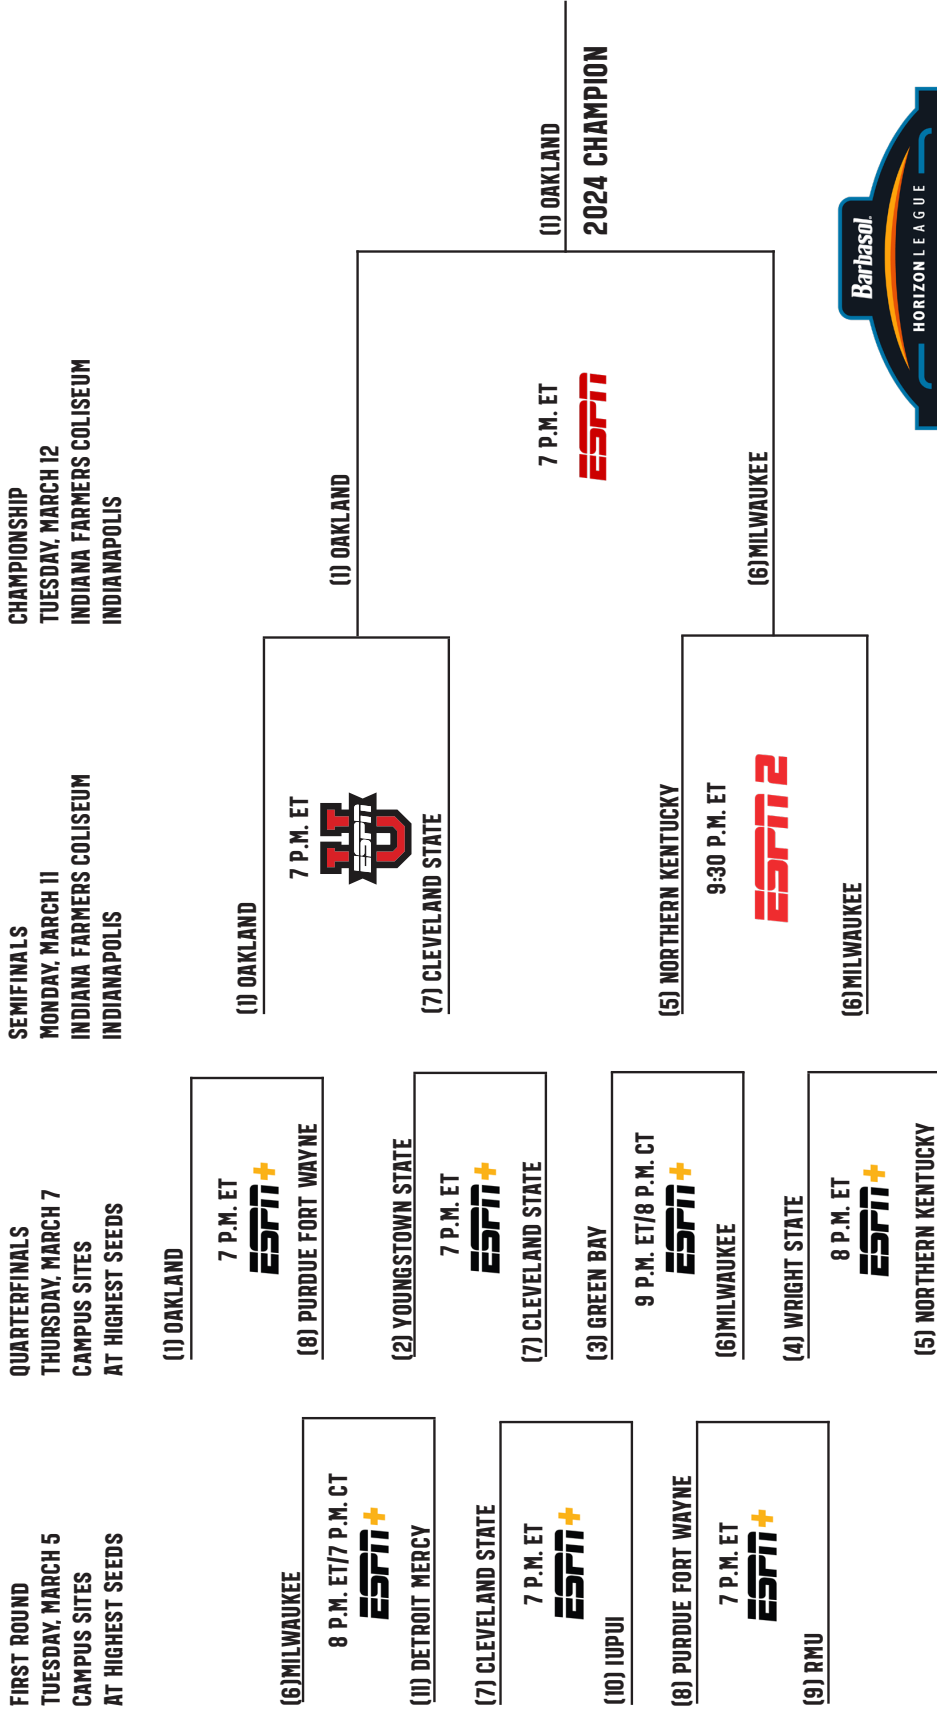 FIRST ROUND
TUESDAY, MARCH 5
CAMPUS SITES
AT HIGHEST SEEDS
QUARTERFINALS
THURSDAY, MARCH 7
CAMPUS SITES
AT HIGHEST SEEDS
SEMIFINALS
MONDAY, MARCH 11
INDIANA FARMERS COLISEUM
INDIANAPOLIS
CHAMPIONSHIP
TUESDAY, MARCH 12
INDIANA FARMERS COLISEUM
INDIANAPOLIS
(6)MILWAUKEE
8 P.M. ET/7 P.M. CT
ESPN+
(11) DETROIT MERCY
(7) CLEVELAND STATE
7 P.M. ET
ESPN+
(10) IUPUI
(8) PURDUE FORT WAYNE
7 P.M. ET
ESPN+
(9) RMU
(1) OAKLAND
7 P.M. ET
ESPN+
(8) PURDUE FORT WAYNE
(2) YOUNGSTOWN STATE
7 P.M. ET
ESPN+
(7) CLEVELAND STATE
(3) GREEN BAY
9 P.M. ET/8 P.M. CT
ESPN+
(6)MILWAUKEE
(4) WRIGHT STATE
8 P.M. ET
ESPN+
(5) NORTHERN KENTUCKY
(1) OAKLAND
7 P.M. ET
ESPN U
(7) CLEVELAND STATE
(5) NORTHERN KENTUCKY
9:30 P.M. ET
ESPN 2
(6)MILWAUKEE
(1) OAKLAND
7 P.M. ET
ESPN
(6)MILWAUKEE
(1) OAKLAND
2024 CHAMPION
Barbasol.
HORIZON LEAGUE